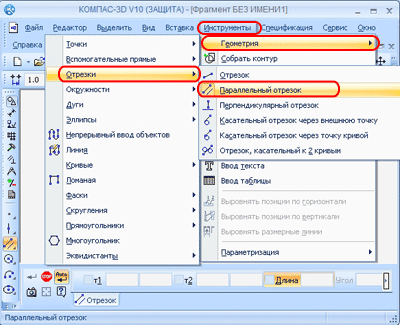 КОМПАС-3D V10 (ЗАЩИТА) - [Фрагмент БЕЗ ИМЕНИ1]
Файл Редактор Выделить Вид Вставка Инструменты Спецификация Сервис Окно
Справка
Точки
Вспомогательные прямые
Отрезки
Окружности
Дуги
Эллипсы
Непрерывный ввод объектов
Линия
Кривые
Ломаная
Фаски
Скругления
Прямоугольники
Многоугольник
Эквидистанты
Геометрия
Собрать контур
Отрезок
Параллельный отрезок
Перпендикулярный отрезок
Касательный отрезок через внешнюю точку
Касательный отрезок через точку кривой
Отрезок, касательный к 2 кривым
Ввод текста
Ввод таблицы
Выровнять позиции по горизонтали
Выровнять позиции по вертикали
Выровнять размерные линии
Параметризация
1.0
STOP
Auto
т1
т2
Длина
Угол
Отрезок
Параллельный отрезок